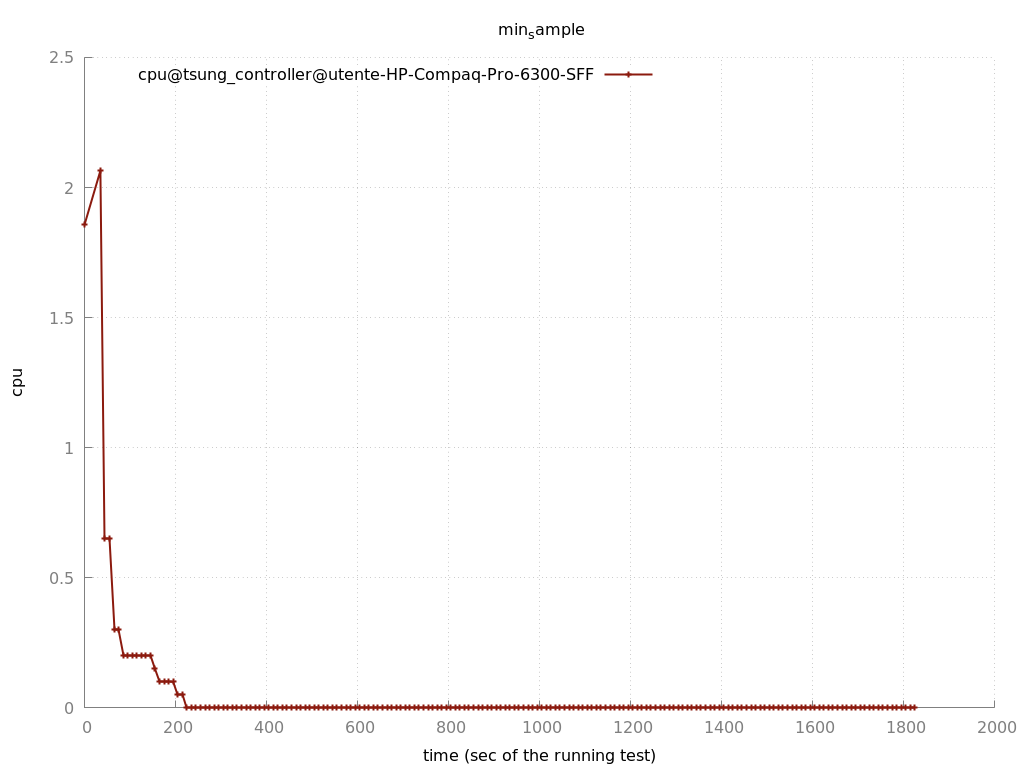 min_sample
2.5
cpu@tsung_controller@utente-HP-Compaq-Pro-6300-SFF
2
1.5
cpu
1
0.5
0
0 200 400 600 800 1000 1200 1400 1600 1800 2000
time (sec of the running test)